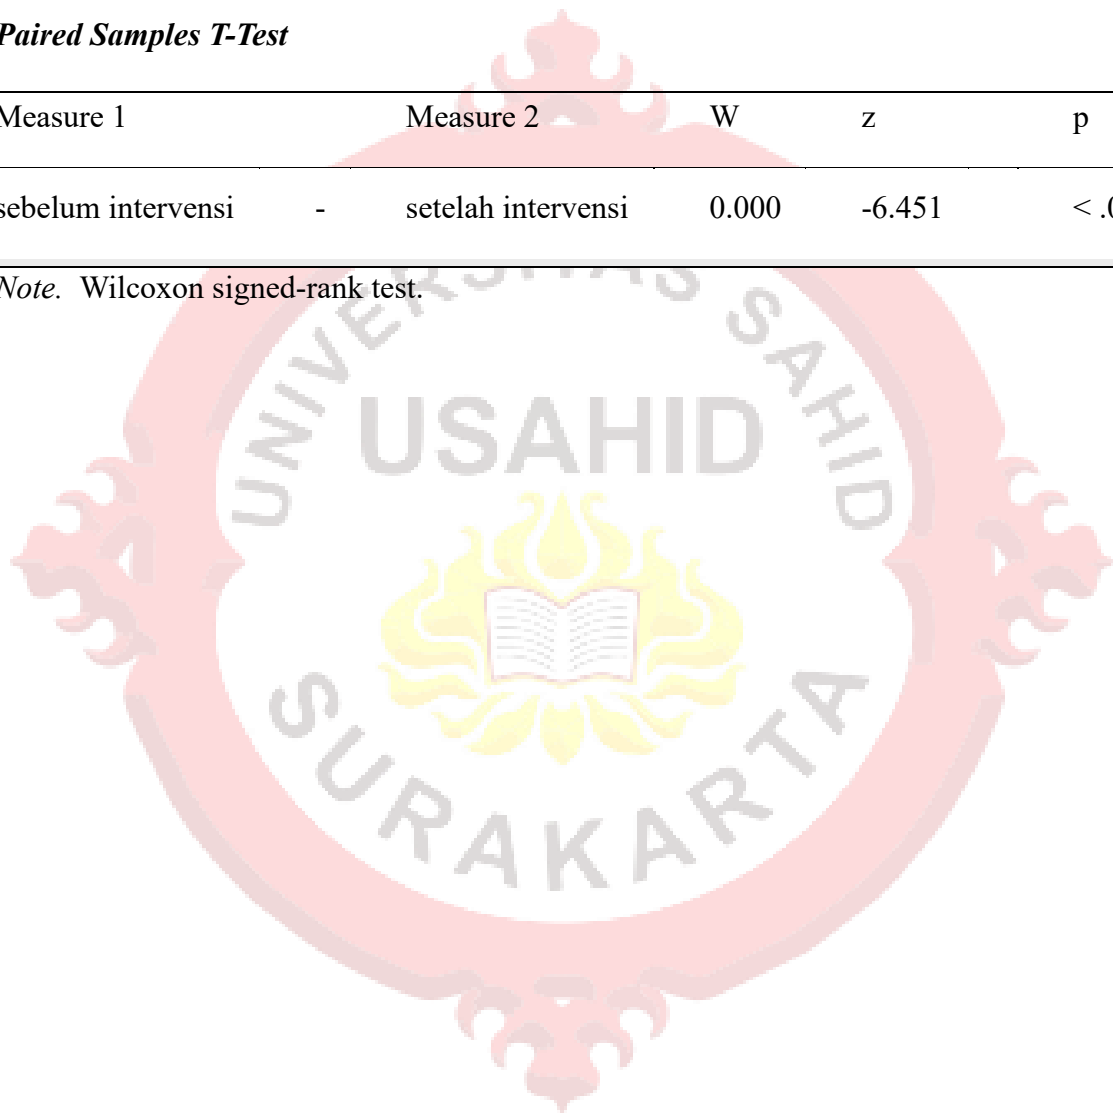 Paired Samples T-Test
Measure 1 Measure 2 W z p
sebelum intervensi - setelah intervensi 0.000 -6.451 < .0
Note. Wilcoxon signed-rank test.
UNIVERSITAS SAHID
USAHID
SURAKARTA